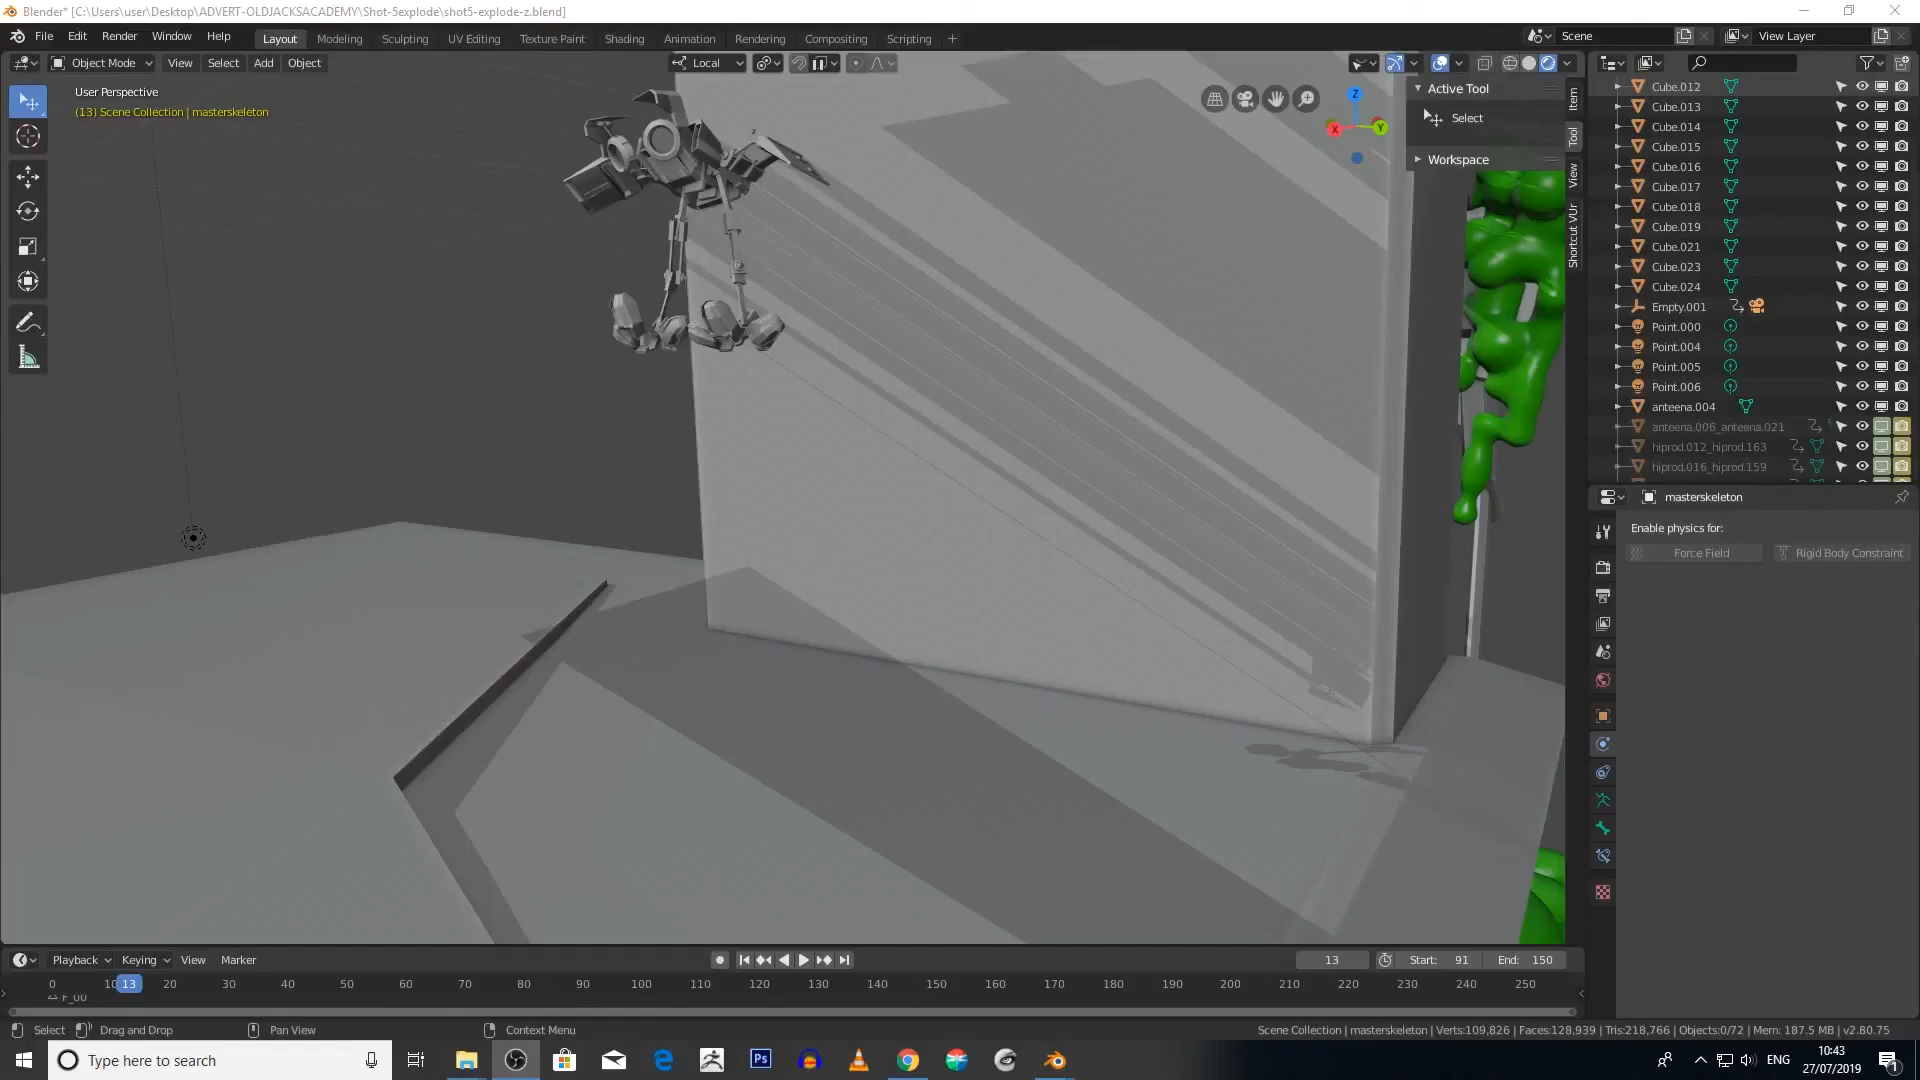 Blender* [C:\Users\user\Desktop\ADVERT-OLDJACKSACADEMY\Shot-5explode\shot5-explode-z.blend]
File Edit Render Window Help Layout Modeling Sculpting UV Editing Texture Paint Shading Animation Rendering Compositing Scripting + Scene View Layer
Object Mode View Select Add Object Local
User Perspective
(13) Scene Collection | masterskeleton
Z
X
Y
Active Tool
Select
Workspace
Item
Tool
View
Shortcut VUr
Cube.012
Cube.013
Cube.014
Cube.015
Cube.016
Cube.017
Cube.018
Cube.019
Cube.021
Cube.023
Cube.024
Empty.001
Point.000
Point.004
Point.005
Point.006
anteena.004
anteena.006_anteena.021
hiprod.012_hiprod.163
hiprod.016_hiprod.159
masterskeleton
Enable physics for:
Force Field Rigid Body Constraint
Playback Keying View Marker 13 Start: 91 End: 150
0 10 13 20 30 40 50 60 70 80 90 100 110 120 130 140 150 160 170 180 190 200 210 220 230 240 250
F_00
Select Drag and Drop Pan View Context Menu Scene Collection | masterskeleton | Verts:109,826 | Faces:128,939 | Tris:218,766 | Objects:0/72 | Mem: 187.5 MB | v2.80.75
Type here to search
Ps
ENG
10:43
27/07/2019
1